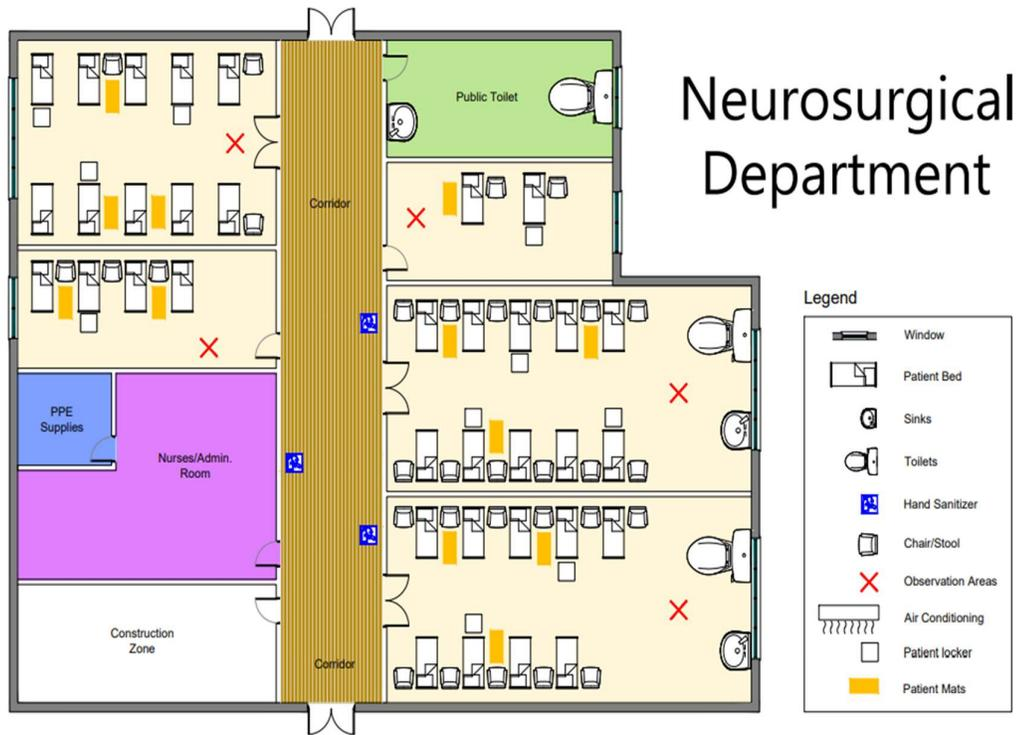 Neurosurgical
Department
Public Toilet
Corridor
PPE
Supplies
Nurses/Admin.
Room
Construction
Zone
Corridor
Legend
Window
Patient Bed
Sinks
Toilets
Hand Sanitizer
Chair/Stool
Observation Areas
Air Conditioning
Patient locker
Patient Mats